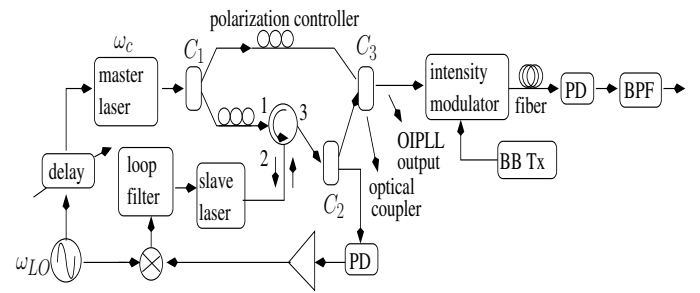 polarization controller
ω_c
C_1
C_3
master
laser
intensity
modulator
fiber
PD
BPF
1
3
2
OIPLL
output
BB Tx
delay
loop
filter
slave
laser
optical
coupler
C_2
ω_LO
PD